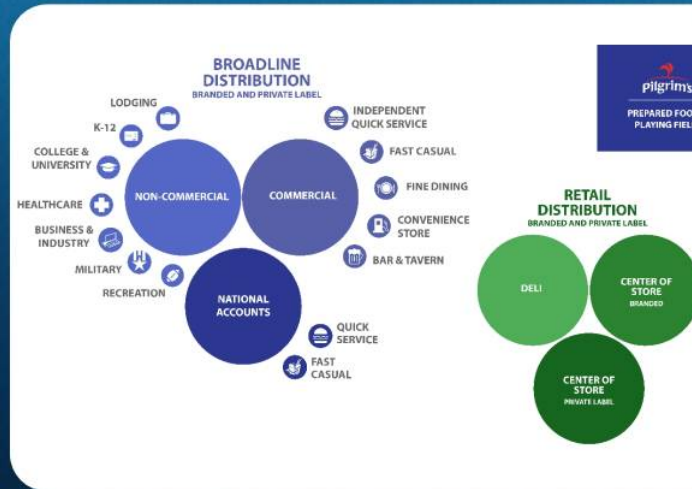 BROADLINE
DISTRIBUTION
BRANDED AND PRIVATE LABEL
LODGING
K-12
COLLEGE &
UNIVERSITY
HEALTHCARE
BUSINESS &
INDUSTRY
MILITARY
RECREATION
NON-COMMERCIAL
COMMERCIAL
NATIONAL
ACCOUNTS
INDEPENDENT
QUICK SERVICE
FAST CASUAL
FINE DINING
CONVENIENCE
STORE
BAR & TAVERN
QUICK
SERVICE
FAST
CASUAL
Pilgrim's
PREPARED
PLAYING
RETAIL
DISTRIBUTION
BRANDED AND PRIVATE LABEL
DELI
CENTER OF
STORE
BRANDED
CENTER OF
STORE
PRIVATE LABEL